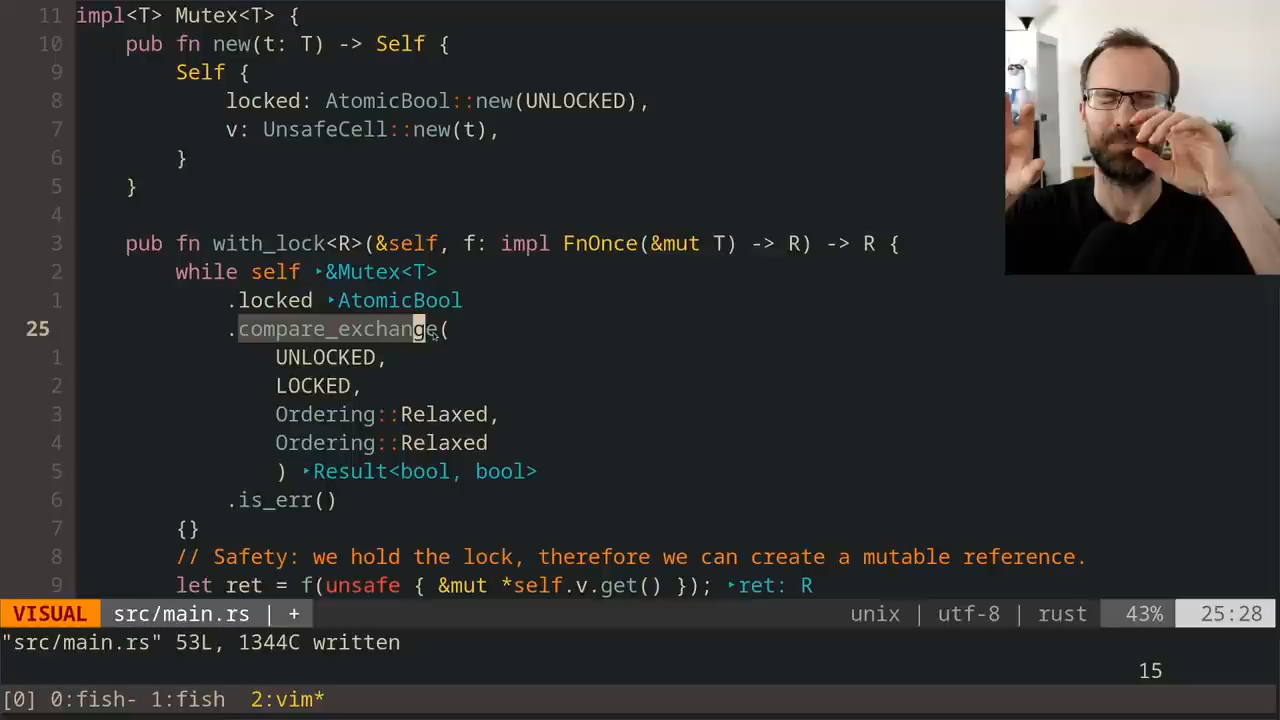 11 impl<T> Mutex<T> {
10 pub fn new(t: T) -> Self {
9 Self {
8 locked: AtomicBool::new(UNLOCKED),
7 v: UnsafeCell::new(t),
6 }
5 }
4
3 pub fn with_lock<R>(&self, f: impl FnOnce(&mut T) -> R) -> R {
2 while self ‣&Mutex<T>
1 .locked ‣AtomicBool
25 .compare_exchange(
1 UNLOCKED,
2 LOCKED,
3 Ordering::Relaxed,
4 Ordering::Relaxed
5 ) ‣Result<bool, bool>
6 .is_err()
7 {}
8 // Safety: we hold the lock, therefore we can create a mutable reference.
9 let ret = f(unsafe { &mut *self.v.get() }); ‣ret: R
VISUAL src/main.rs | + unix | utf-8 | rust 43% 25:28
"src/main.rs" 53L, 1344C written
15
[0] 0:fish- 1:fish 2:vim*